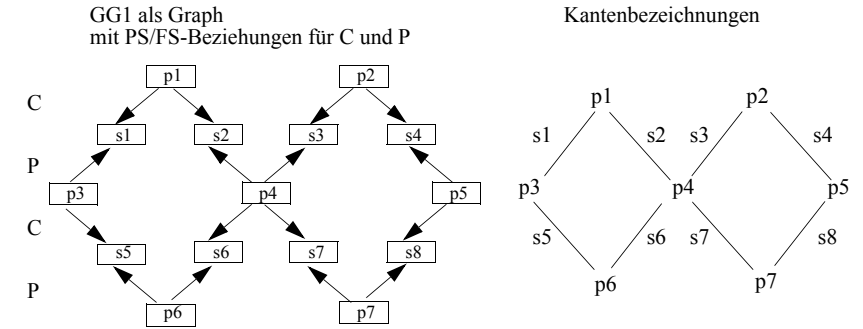 GG1 als Graph
mit PS/FS-Beziehungen für C und P
p1 p2
C
s1 s2 s3 s4
P
p3 p4 p5
C
s5 s6 s7 s8
P
p6 p7
Kantenbezeichnungen
p1 p2
s1 s2 s3 s4
p3 p4 p5
s5 s6 s7 s8
p6 p7